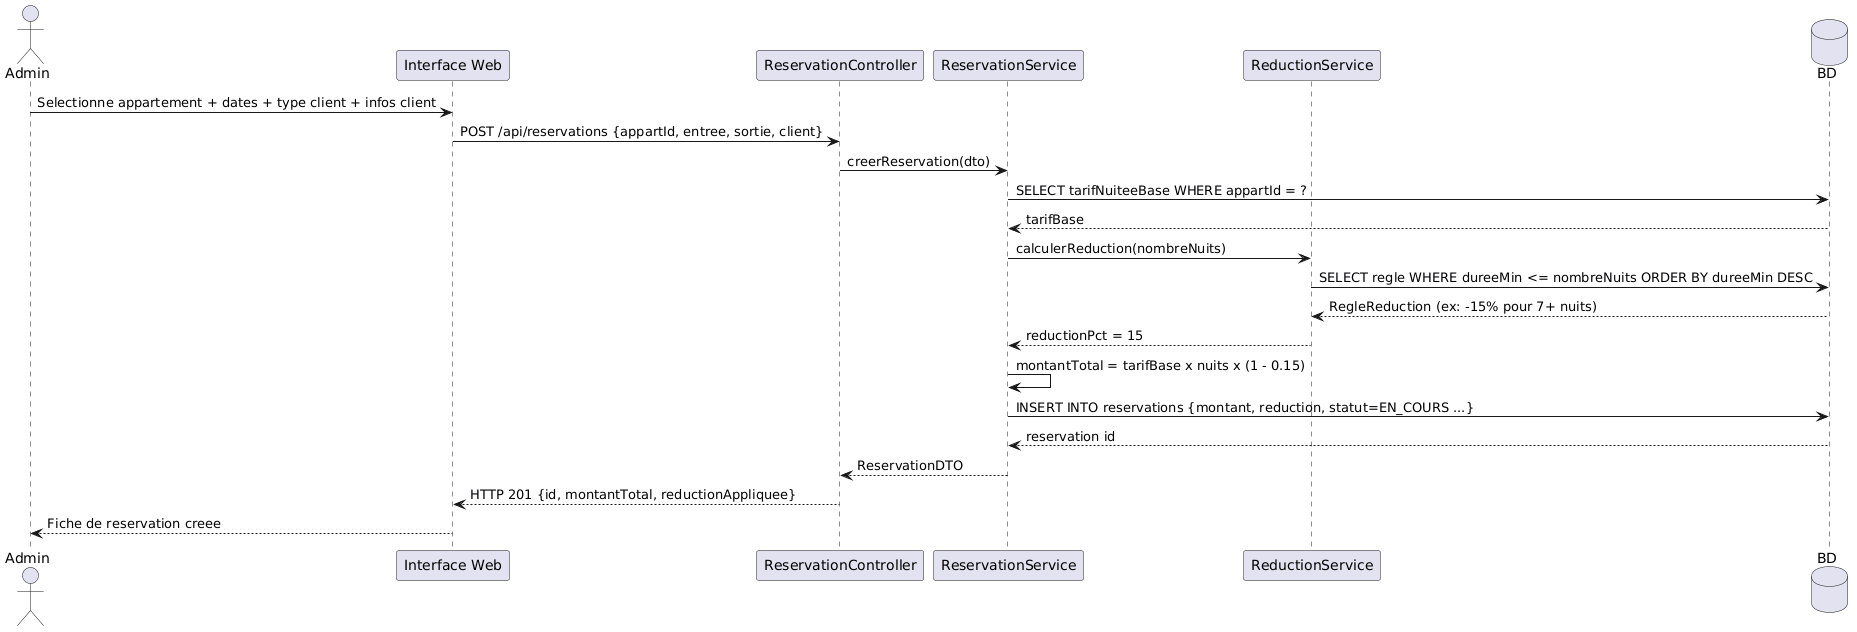 Admin
Interface Web
ReservationController
ReservationService
ReductionService
BD
Selectionne appartement + dates + type client + infos client
POST /api/reservations {appartId, entree, sortie, client}
creerReservation(dto)
SELECT tarifNuiteeBase WHERE appartId = ?
tarifBase
calculerReduction(nombreNuits)
SELECT regle WHERE dureeMin <= nombreNuits ORDER BY dureeMin DESC
RegleReduction (ex: -15% pour 7+ nuits)
reductionPct = 15
montantTotal = tarifBase x nuits x (1 - 0.15)
INSERT INTO reservations {montant, reduction, statut=EN_COURS ...}
reservation id
ReservationDTO
HTTP 201 {id, montantTotal, reductionAppliquee}
Fiche de reservation creee
Admin
Interface Web
ReservationController
ReservationService
ReductionService
BD